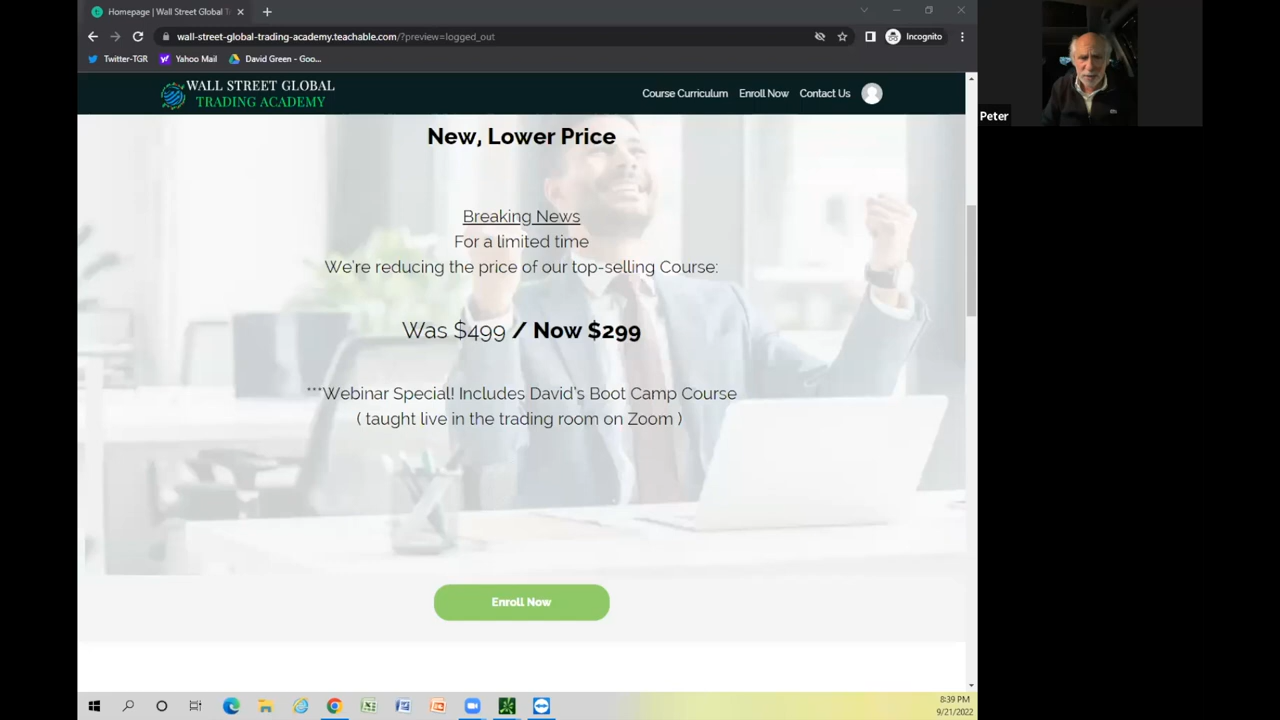 Homepage | Wall Street Global T
wall-street-global-trading-academy.teachable.com/?preview=logged_out
Incognito
Twitter-TGR
Yahoo Mail
David Green - Goo...
WALL STREET GLOBAL
TRADING ACADEMY
Course Curriculum
Enroll Now
Contact Us
Peter
New, Lower Price
Breaking News
For a limited time
We're reducing the price of our top-selling Course:
Was $499 / Now $299
***Webinar Special! Includes David's Boot Camp Course
( taught live in the trading room on Zoom )
Enroll Now
8:39 PM
9/21/2022